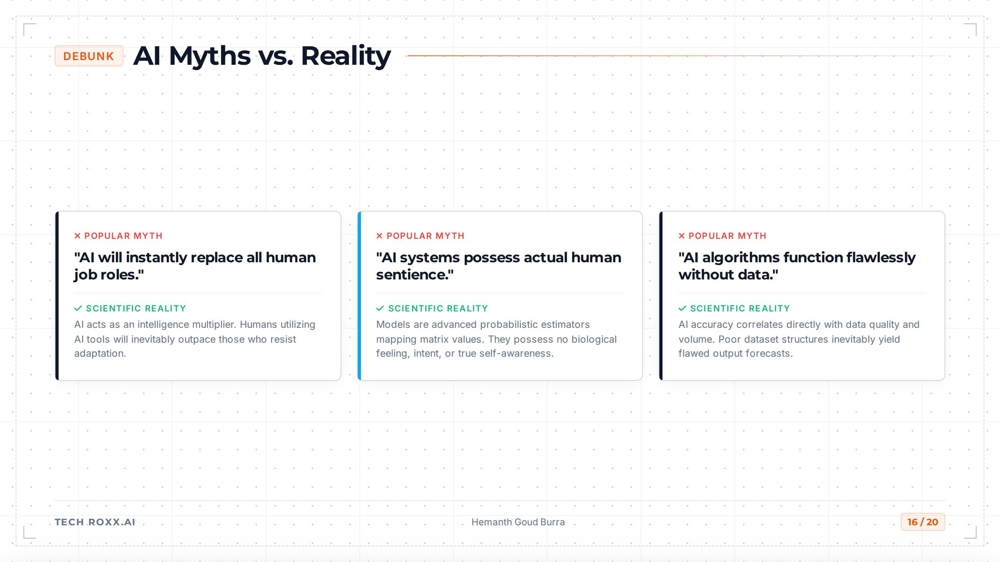 DEBUNK AI Myths vs. Reality
✕ POPULAR MYTH
"AI will instantly replace all human
job roles."
✓ SCIENTIFIC REALITY
AI acts as an intelligence multiplier. Humans utilizing
AI tools will inevitably outpace those who resist
adaptation.
✕ POPULAR MYTH
"AI systems possess actual human
sentience."
✓ SCIENTIFIC REALITY
Models are advanced probabilistic estimators
mapping matrix values. They possess no biological
feeling, intent, or true self-awareness.
✕ POPULAR MYTH
"AI algorithms function flawlessly
without data."
✓ SCIENTIFIC REALITY
AI accuracy correlates directly with data quality and
volume. Poor dataset structures inevitably yield
flawed output forecasts.
TECH ROXX.AI
Hemanth Goud Burra
16 / 20